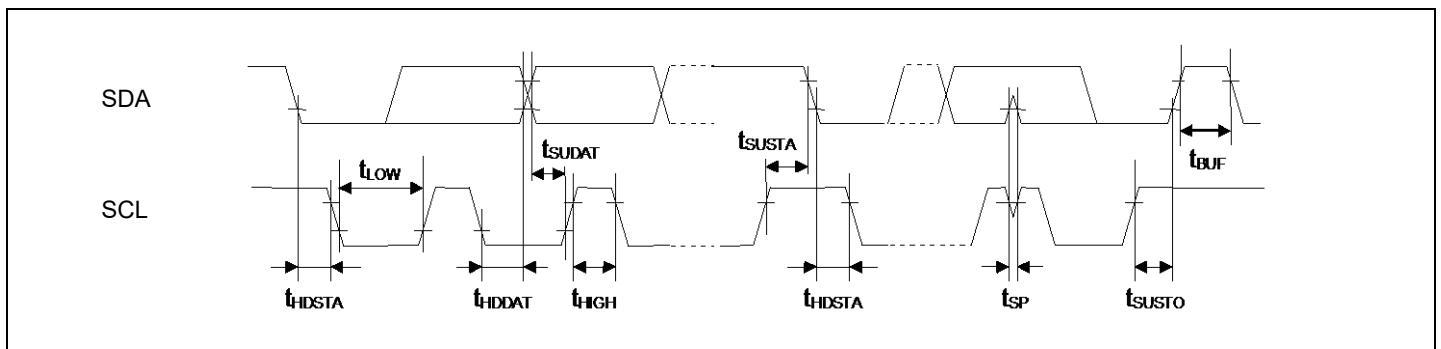 SDA
tSUDAT
tSUSTA
tBUF
tLOW
SCL
tHDSTA
tHDDAT
tHIGH
tHDSTA
tSP
tSUSTO